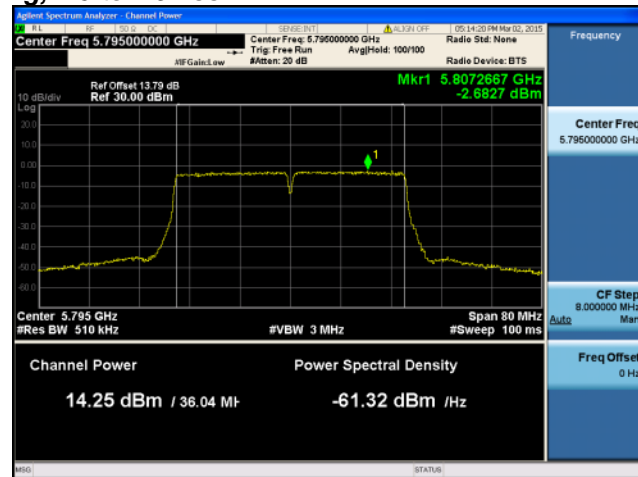 Agilent Spectrum Analyzer - Channel Power
RL RF 50 Ω DC SENSE:INT ALIGN OFF 05:14:20 PM Mar 02, 2015
Center Freq 5.795000000 GHz
Center Freq: 5.795000000 GHz
Radio Std: None
Trig: Free Run Avg|Hold: 100/100
#IFGain:Low #Atten: 20 dB Radio Device: BTS
Frequency
Ref Offset 13.79 dB
10 dB/div Ref 30.00 dBm
Mkr1 5.8072667 GHz
-2.6827 dBm
Log
20.0
10.0
0.00
-10.0
-20.0
-30.0
-40.0
-50.0
-60.0
1
Center 5.795 GHz Span 80 MHz
#Res BW 510 kHz #VBW 3 MHz #Sweep 100 ms
Channel Power Power Spectral Density
14.25 dBm / 36.04 MH -61.32 dBm /Hz
Center Freq
5.795000000 GHz
CF Step
8.000000 MHz
Auto Man
Freq Offset
0 Hz
MSG STATUS